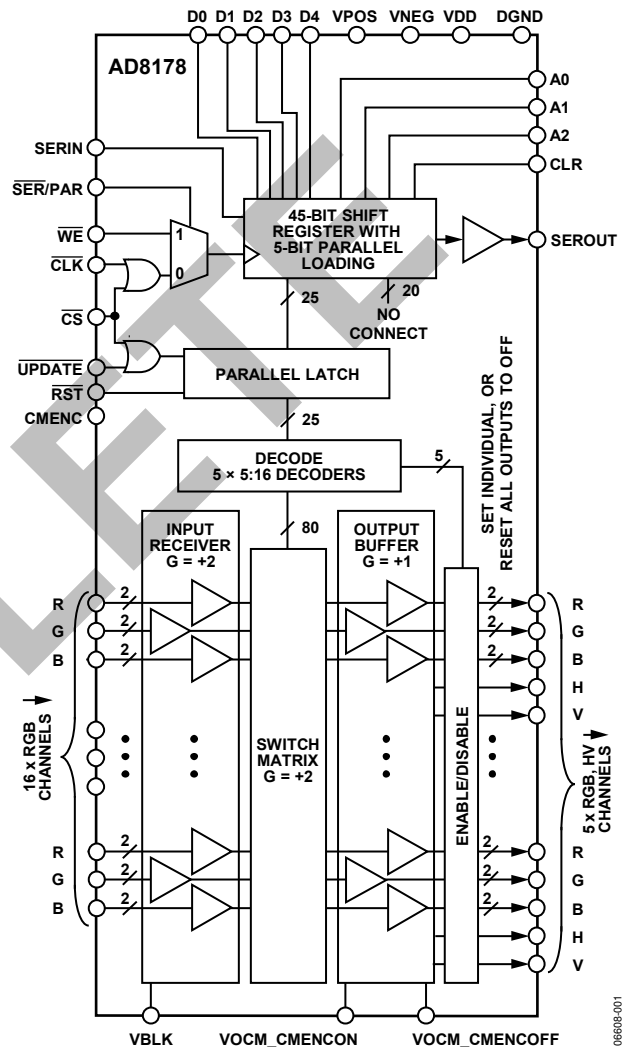 D0 D1 D2 D3 D4 VPOS VNEG VDD DGND
AD8178
A0
A1
A2
CLR
SERIN
SER/PAR
WE
CLK
CS
UPDATE
RST
CMENC
1
0
45-BIT SHIFT
REGISTER WITH
5-BIT PARALLEL
LOADING
SEROUT
25
20
NO
CONNECT
PARALLEL LATCH
25
DECODE
5 × 5:16 DECODERS
5
80
SET INDIVIDUAL, OR
RESET ALL OUTPUTS TO OFF
INPUT
RECEIVER
G = +2
OUTPUT
BUFFER
G = +1
R 2 2 R
G 2 2 G
B 2 2 B
H
V
16 x RGB
CHANNELS
SWITCH
MATRIX
G = +2
ENABLE/DISABLE
5 x RGB, HV
CHANNELS
R 2 2 R
G 2 2 G
B 2 2 B
H
V
VBLK VOCM_CMENCON VOCM_CMENCOFF
06608-001
LETE